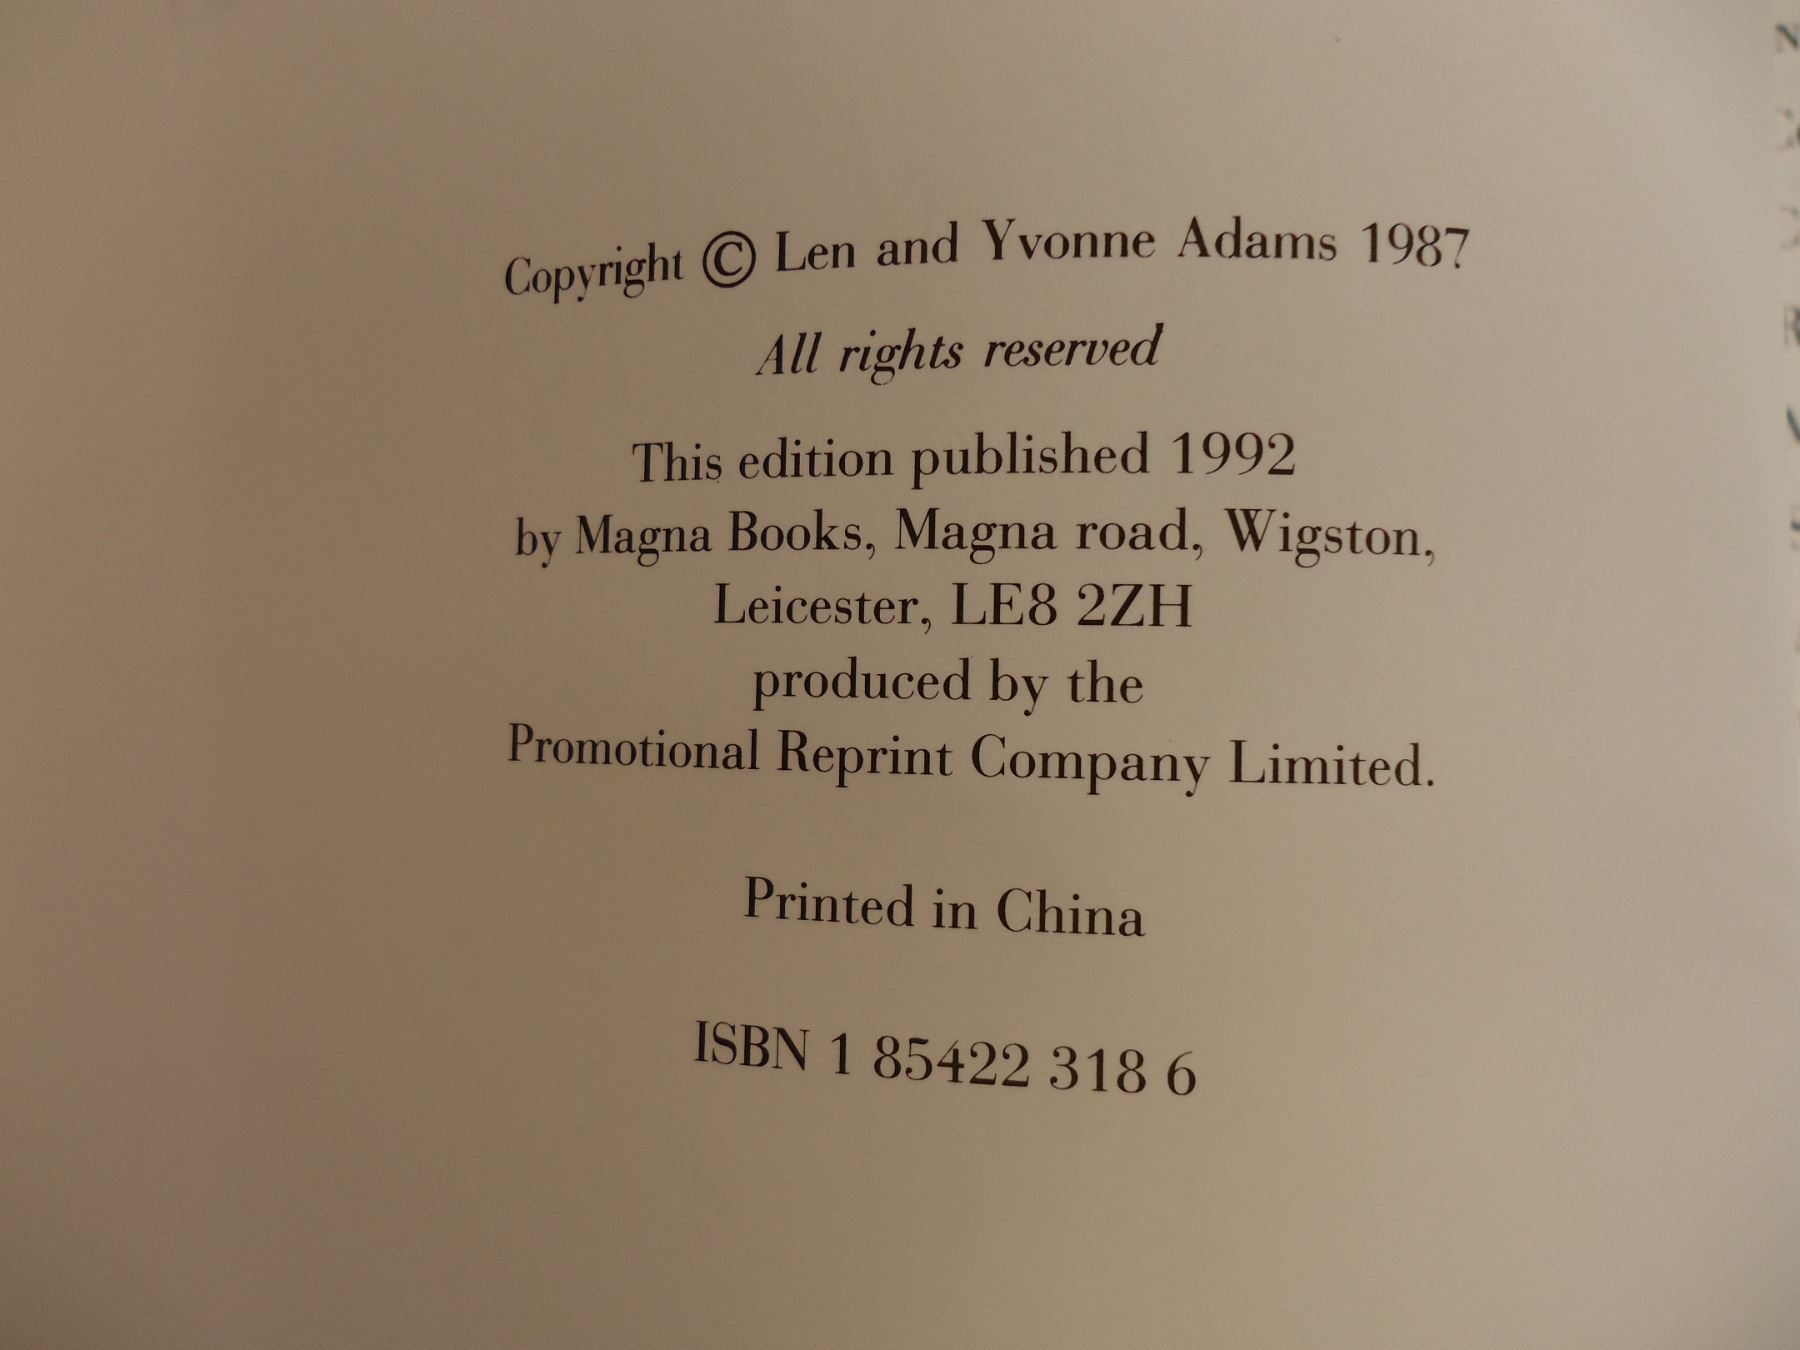 Copyright © Len and Yvonne Adams 1987
All rights reserved
This edition published 1992
by Magna Books, Magna road, Wigston,
Leicester, LE8 2ZH
produced by the
Promotional Reprint Company Limited.
Printed in China
ISBN 1 85422 318 6